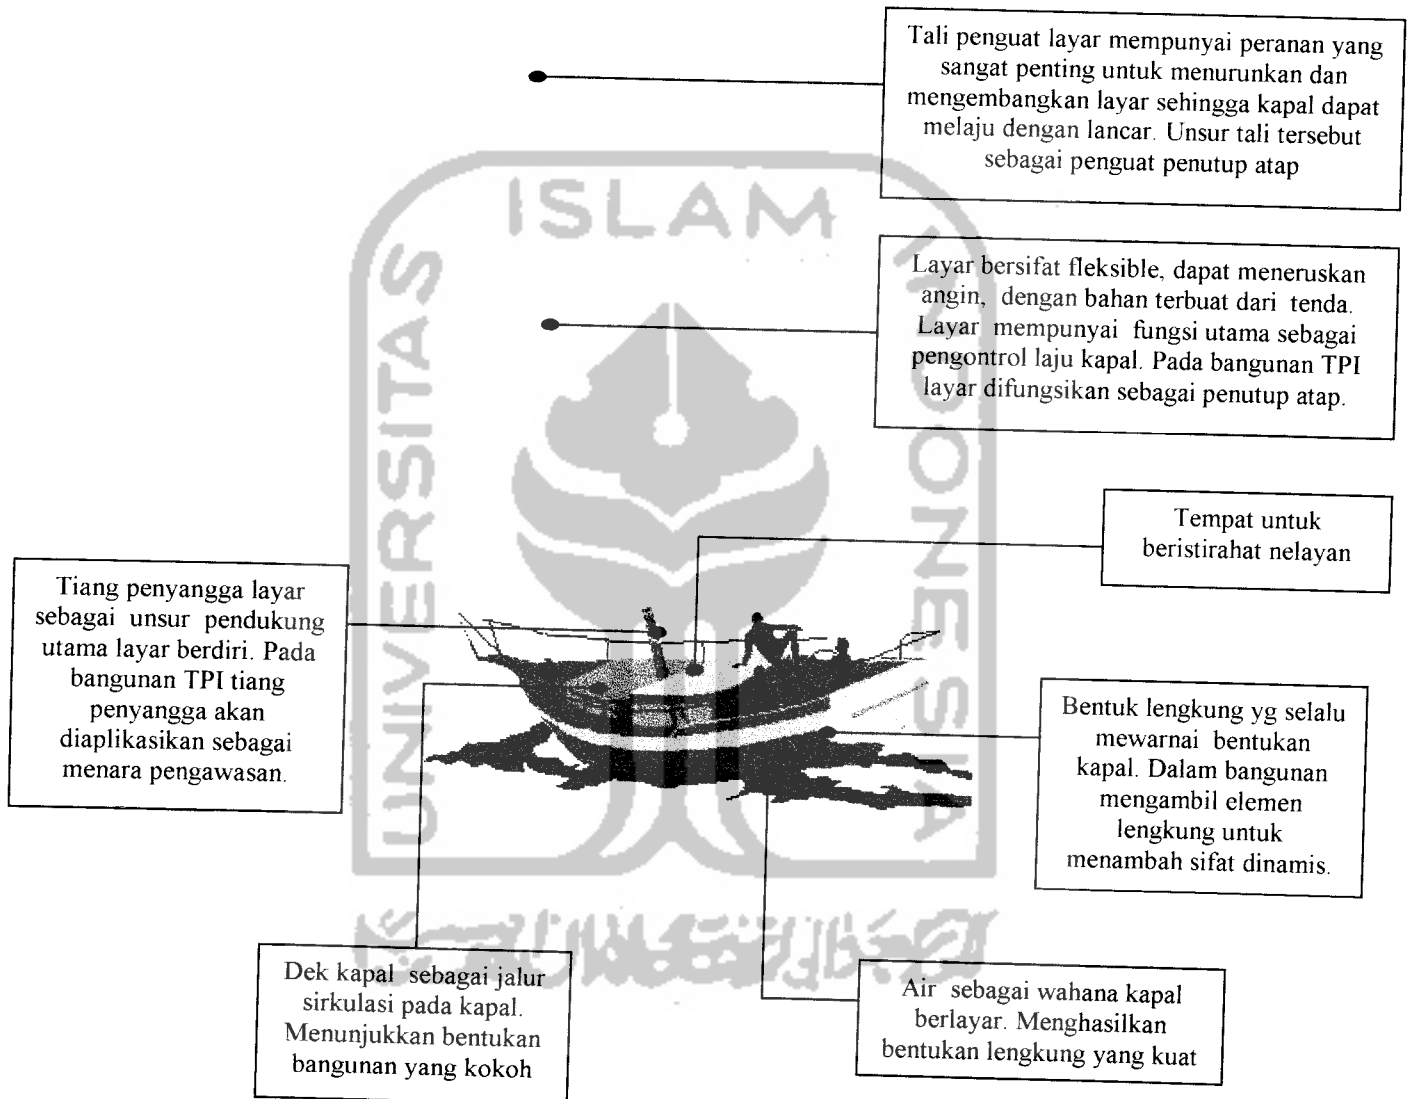 Tali penguat layar mempunyai peranan yang
sangat penting untuk menurunkan dan
mengembangkan layar sehingga kapal dapat
melaju dengan lancar. Unsur tali tersebut
sebagai penguat penutup atap
ISLAM
UNIVERSITAS
INDONESIA
Layar bersifat fleksible, dapat meneruskan
angin, dengan bahan terbuat dari tenda.
Layar mempunyai fungsi utama sebagai
pengontrol laju kapal. Pada bangunan TPI
layar difungsikan sebagai penutup atap.
Tempat untuk
beristirahat nelayan
Tiang penyangga layar
sebagai unsur pendukung
utama layar berdiri. Pada
bangunan TPI tiang
penyangga akan
diaplikasikan sebagai
menara pengawasan.
Bentuk lengkung yg selalu
mewarnai bentukan
kapal. Dalam bangunan
mengambil elemen
lengkung untuk
menambah sifat dinamis.
Dek kapal sebagai jalur
sirkulasi pada kapal.
Menunjukkan bentukan
bangunan yang kokoh
Air sebagai wahana kapal
berlayar. Menghasilkan
bentukan lengkung yang kuat